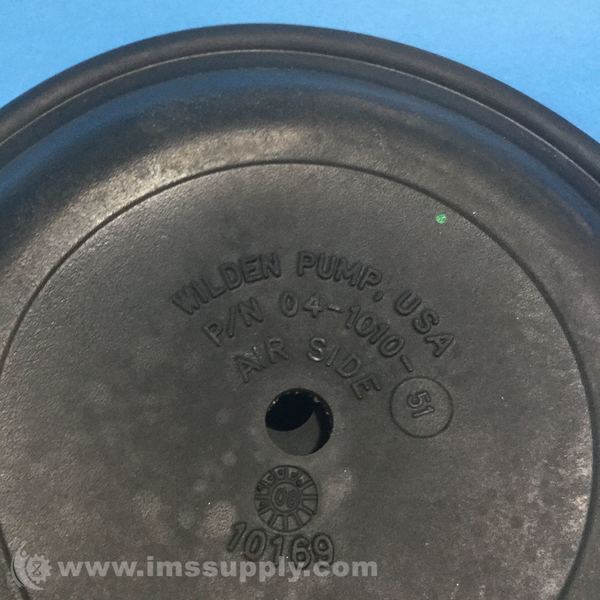 WILDEN PUMP, USA
P/N 04-1010-51
AIR SIDE
10169
www.imssupply.com